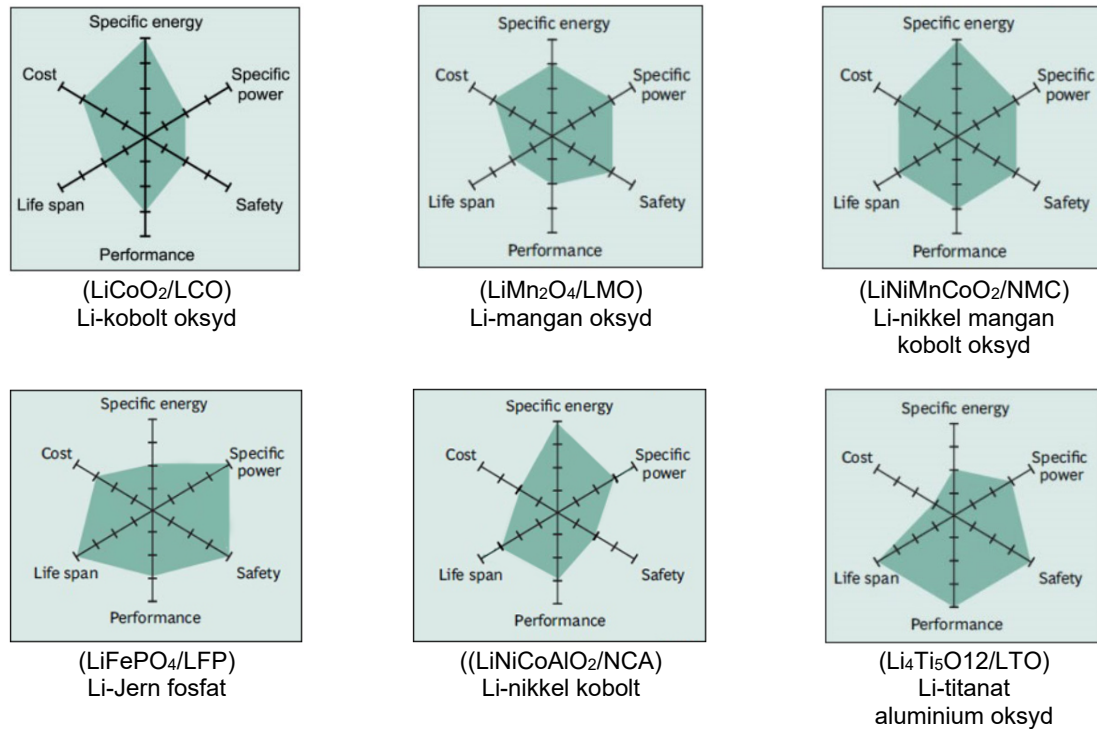 Specific energy
Cost
Specific
power
Life span
Safety
Performance
(LiCoO₂/LCO)
Li-kobolt oksyd
Specific energy
Cost
Specific
power
Life span
Safety
Performance
(LiMn₂O₄/LMO)
Li-mangan oksyd
Specific energy
Cost
Specific
power
Life span
Safety
Performance
(LiNiMnCoO₂/NMC)
Li-nikkel mangan
kobolt oksyd
Specific energy
Cost
Specific
power
Life span
Safety
Performance
(LiFePO₄/LFP)
Li-Jern fosfat
Specific energy
Cost
Specific
power
Life span
Safety
Performance
((LiNiCoAlO₂/NCA)
Li-nikkel kobolt
Specific energy
Cost
Specific
power
Life span
Safety
Performance
(Li₄Ti₅O12/LTO)
Li-titanat
aluminium oksyd